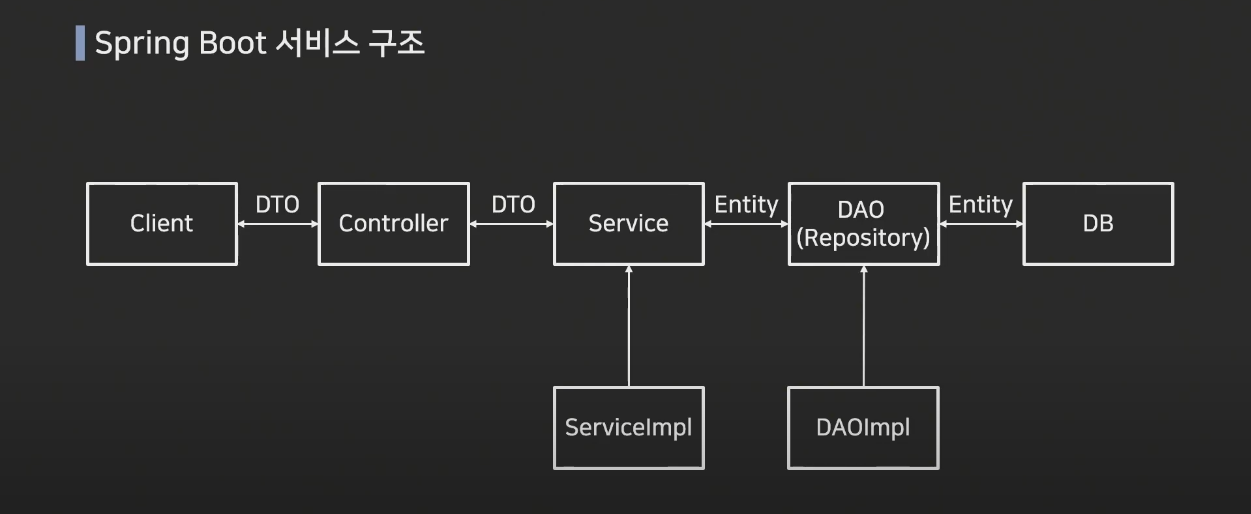 Spring Boot 서비스 구조
Client
DTO
Controller
DTO
Service
Entity
DAO
(Repository)
Entity
DB
ServiceImpl
DAOImpl